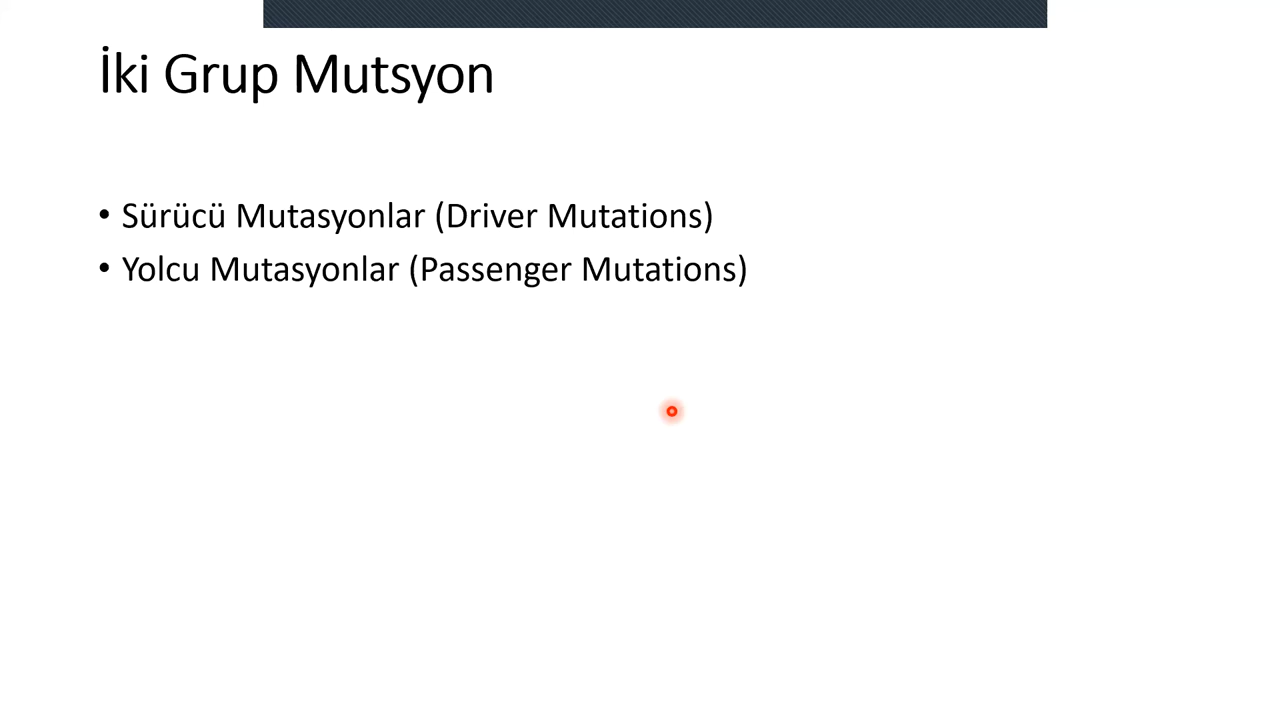 İki Grup Mutsyon
• Sürücü Mutasyonlar (Driver Mutations)
• Yolcu Mutasyonlar (Passenger Mutations)